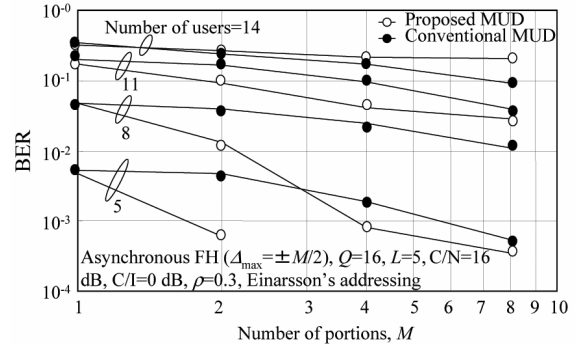 1-0
Number of users=14
Proposed MUD
Conventional MUD
10-1
11
BER
8
10-2
10-3
5
Asynchronous FH (Δmax=±M/2), Q=16, L=5, C/N=16
dB, C/I=0 dB, ρ=0.3, Einarsson's addressing
10-4
1 2 3 4 5 6 7 8 9 10
Number of portions, M